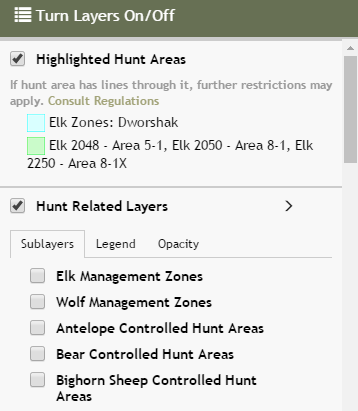 Turn Layers On/Off
Highlighted Hunt Areas
If hunt area has lines through it, further restrictions may
apply. Consult Regulations
Elk Zones: Dworshak
Elk 2048 - Area 5-1, Elk 2050 - Area 8-1, Elk
2250 - Area 8-1X
Hunt Related Layers
Sublayers Legend Opacity
Elk Management Zones
Wolf Management Zones
Antelope Controlled Hunt Areas
Bear Controlled Hunt Areas
Bighorn Sheep Controlled Hunt
Areas